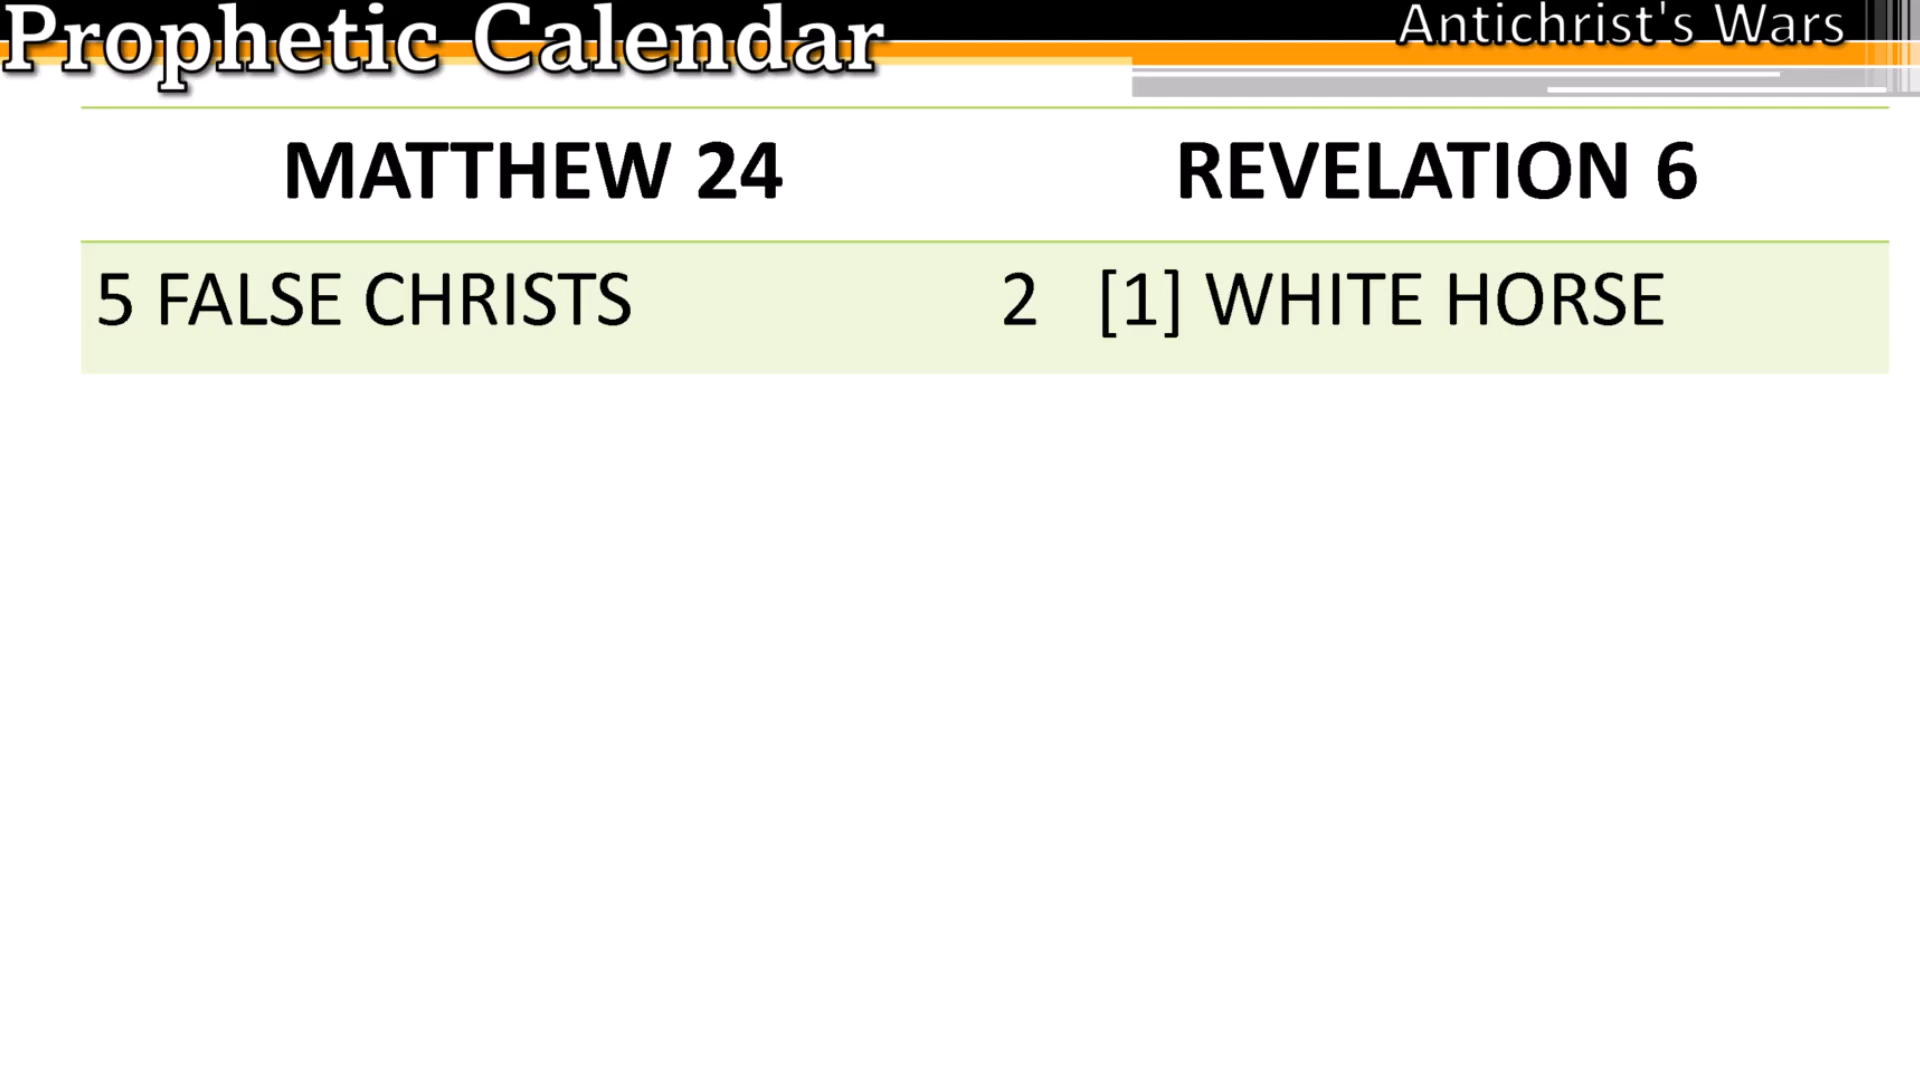 Prophetic Calendar
Antichrist's Wars
MATTHEW 24 REVELATION 6
5 FALSE CHRISTS 2 [1] WHITE HORSE